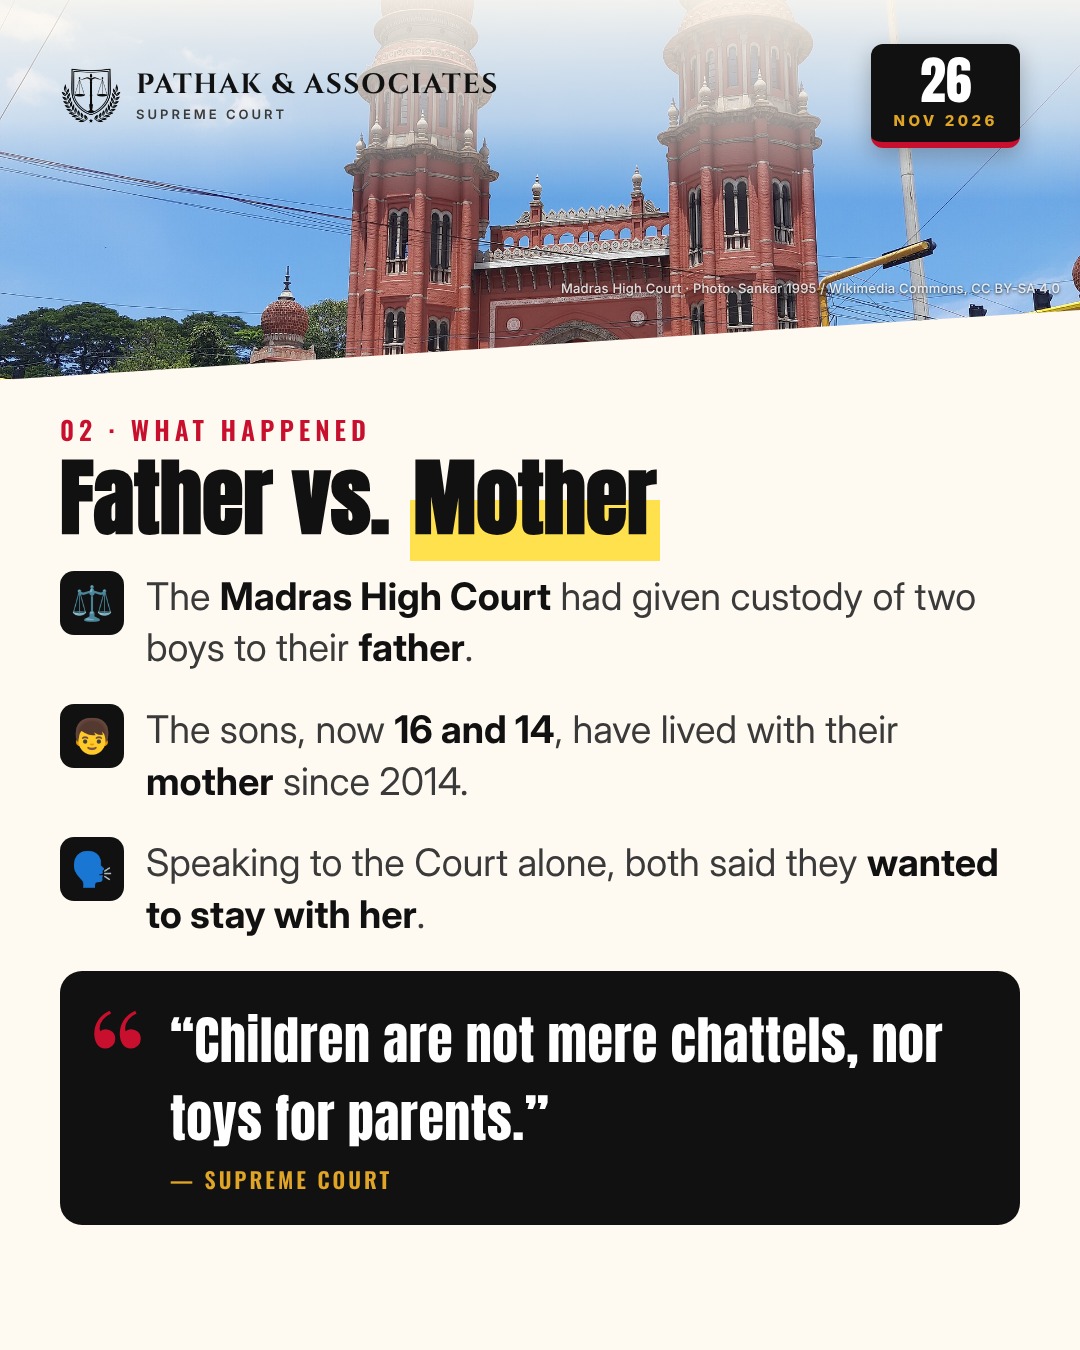 PATHAK & ASSOCIATES
SUPREME COURT
26
NOV 2026
Madras High Court · Photo: Sankar 1995 / Wikimedia Commons, CC BY-SA 4.0
02 · WHAT HAPPENED
Father vs. Mother
The Madras High Court had given custody of two
boys to their father.
The sons, now 16 and 14, have lived with their
mother since 2014.
Speaking to the Court alone, both said they wanted
to stay with her.
“Children are not mere chattels, nor
toys for parents.”
— SUPREME COURT